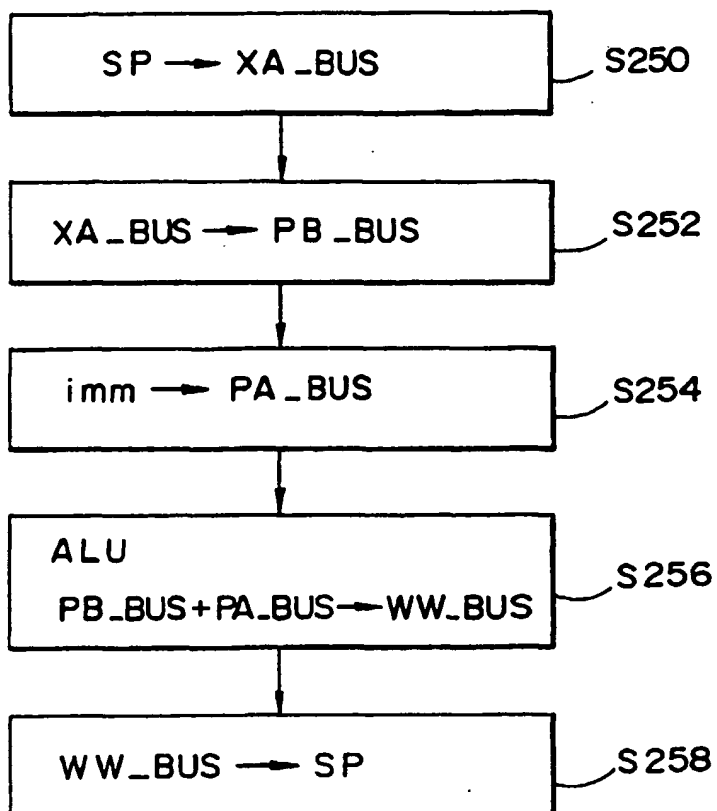 SP → XA_BUS
S250
XA_BUS → PB_BUS
S252
imm → PA_BUS
S254
ALU
PB_BUS+PA_BUS → WW_BUS
S256
WW_BUS → SP
S258